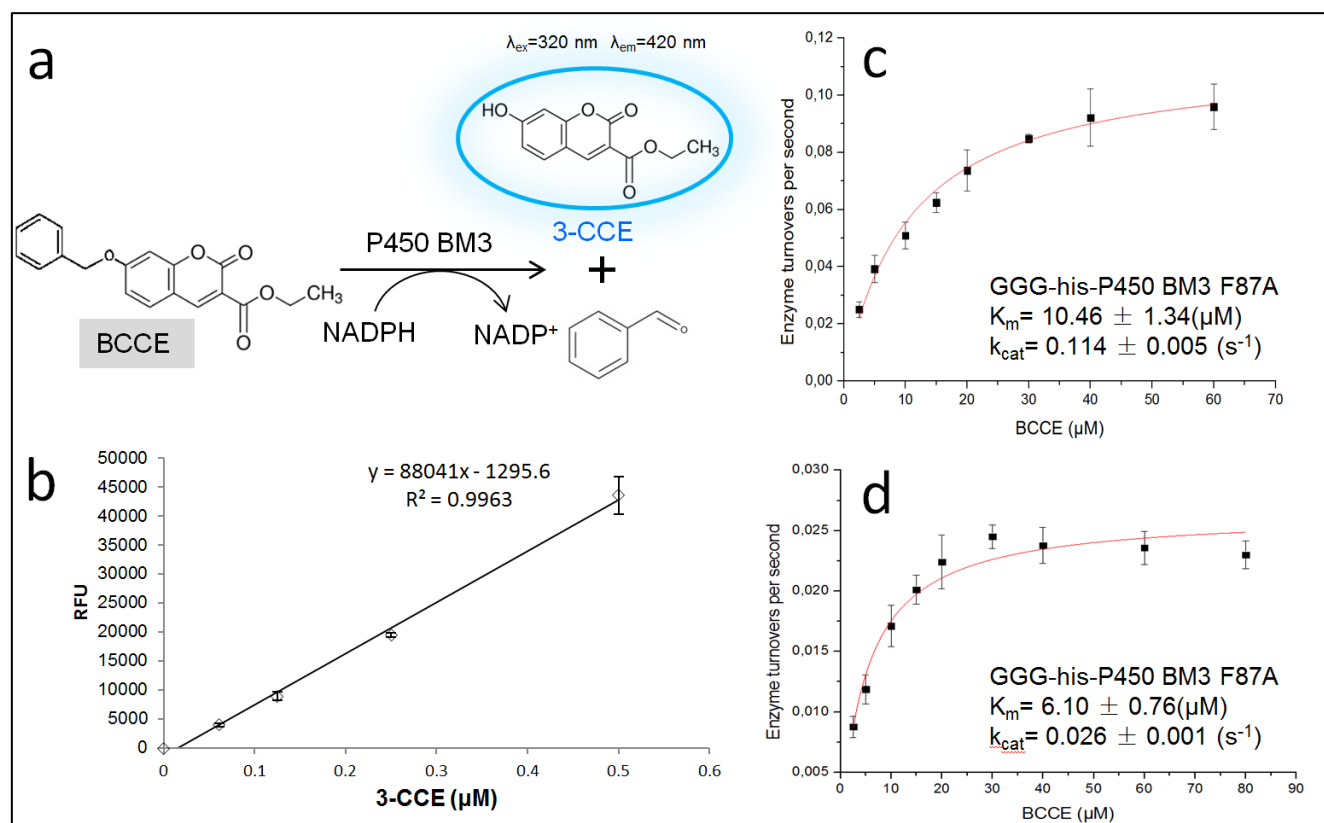 a
λex=320 nm λem=420 nm
HO
O
O
O
CH3
O
3-CCE
+
P450 BM3
NADPH
NADP+
O
O
O
O
CH3
O
BCCE
O
b
50000
45000
40000
35000
30000
25000
20000
15000
10000
5000
0
RFU
y = 88041x - 1295.6
R² = 0.9963
0
0.1
0.2
0.3
0.4
0.5
0.6
3-CCE (µM)
c
0,12
0,10
0,08
0,06
0,04
0,02
0,00
Enzyme turnovers per second
GGG-his-P450 BM3 F87A
Km= 10.46 ± 1.34(µM)
kcat= 0.114 ± 0.005 (s-1)
0
10
20
30
40
50
60
70
BCCE (µM)
d
0,030
0,025
0,020
0,015
0,010
0,005
Enzyme turnovers per second
GGG-his-P450 BM3 F87A
Km= 6.10 ± 0.76(µM)
kcat= 0.026 ± 0.001 (s-1)
0
10
20
30
40
50
60
70
80
90
BCCE (µM)